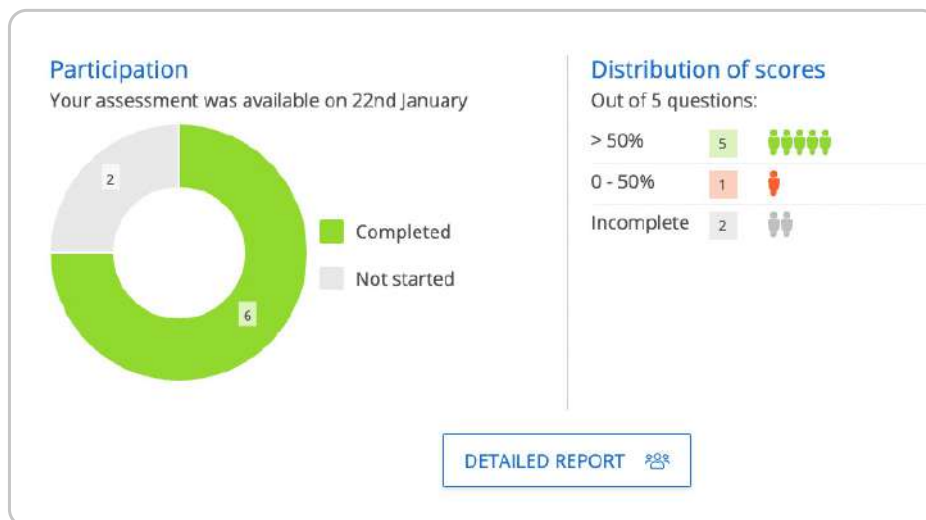 Participation
Your assessment was available on 22nd January
2
6
Completed
Not started
Distribution of scores
Out of 5 questions:
> 50% 5
0 - 50% 1
Incomplete 2
DETAILED REPORT